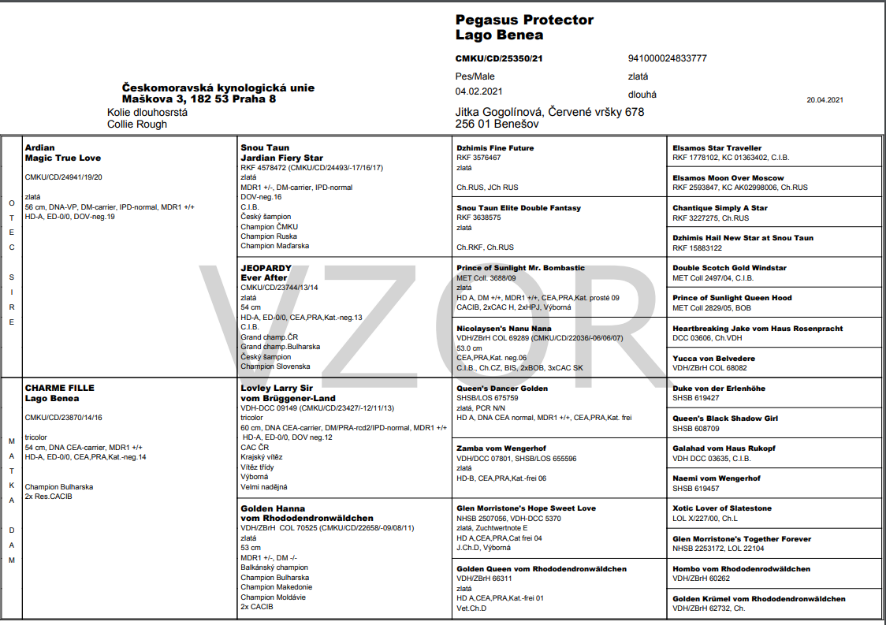 Pegasus Protector
Lago Benea
CMKU/CD/25350/21
941000024833777
Pes/Male
zlatá
04.02.2021
dlouhá
20.04.2021
Českomoravská kynologická unie
Maškova 3, 182 53 Praha 8
Kolie dlouhosrstá
Collie Rough
Jitka Gogolínová, Červené vršky 678
256 01 Benešov
VZOR
OTEC SIRE
Ardian
Magic True Love
CMKU/CD/24941/19/20
zlatá
56 cm, DNA-VP, DM-carrier, IPD-normal, MDR1 +/+
HD-A, ED-0/0, DOV-neg.19
MATKA DAM
CHARME FILLE
Lago Benea
CMKU/CD/23870/14/16
tricolor
54 cm, DNA CEA-carrier, MDR1 +/+
HD-A, ED-0/0, CEA,PRA,Kat.-neg.14
Champion Bulharska
2x Res.CACIB
Snou Taun
Jardian Fiery Star
RKF 4578472 (CMKU/CD/24493/-17/16/17)
zlatá
MDR1 +/-, DM-carrier, IPD-normal
DOV-neg.16
C.I.B.
Český šampion
Champion ČMKU
Champion Ruska
Champion Maďarska
JEOPARDY
Ever After
CMKU/CD/23744/13/14
zlatá
54 cm
HD-A, ED-0/0, CEA,PRA,Kat.-neg.13
C.I.B.
Grand champ.ČR
Grand champ.Bulharska
Český šampion
Champion Slovenska
Lovley Larry Sir
vom Brüggener-Land
VDH-DCC 09149 (CMKU/CD/23427/-12/11/13)
tricolor
60 cm, DNA CEA-carrier, DM/PRA-rcd2/IPD-normal, MDR1 +/+
HD-A, ED-0/0, DOV neg.12
CAC ČR
Krajský vítěz
Vítěz třídy
Výborná
Velmi nadějná
Golden Hanna
vom Rhododendronwäldchen
VDH/ZBrH COL 70525 (CMKU/CD/22658/-09/08/11)
zlatá
53 cm
MDR1 +/-, DM -/-
Balkánský champion
Champion Bulharska
Champion Makedonie
Champion Moldávie
2x CACIB
Dzhimis Fine Future
RKF 3576467
zlatá
Ch.RUS, JCh RUS
Snou Taun Elite Double Fantasy
RKF 3638575
zlatá
Ch.RKF, Ch.RUS
Prince of Sunlight Mr. Bombastic
MET Coll. 3688/09
zlatá
HD A, DM +/+, MDR1 +/+, CEA,PRA,Kat. prosté 09
CACIB, 2xCAC H, 2xHPJ, Výborná
Nicolaysen's Nanu Nana
VDH/ZBrH COL 69289 (CMKU/CD/22036/-06/06/07)
53.0 cm
CEA,PRA,Kat. neg.06
C.I.B., Ch.CZ, BIS, 2xBOB, 3xCAC SK
Queen's Dancer Golden
SHSB/LOS 675759
zlatá, PCR N/N
HD A, DNA CEA normal, MDR1 +/+, CEA,PRA,Kat. frei
Zamba vom Wengerhof
VDH/DCC 07801, SHSB/LOS 655596
zlatá
HD-B, CEA,PRA,Kat-frei 06
Glen Morristone's Hope Sweet Love
NHSB 2507056, VDH-DCC 5370
zlatá, Zuchtwertnote E
HD A,CEA,PRA,Cat frei 04
J.Ch.D, Výborná
Golden Queen vom Rhododendronwäldchen
VDH/ZBrH 66311
zlatá
HD A,CEA,PRA,Kat.-frei 01
Vet.Ch.D
Elsamos Star Traveller
RKF 1778102, KC 01363402, C.I.B.
Elsamos Moon Over Moscow
RKF 2593847, KC AK02998006, Ch.RUS
Chantique Simply A Star
RKF 3227275, Ch.RUS
Dzhimis Hail New Star at Snou Taun
RKF 15883122
Double Scotch Gold Windstar
MET Coll 2497/04, C.I.B.
Prince of Sunlight Queen Hood
MET Coll 2829/05, BOB
Heartbreaking Jake vom Haus Rosenpracht
DCC 03606, Ch.VDH
Yucca von Belvedere
VDH/ZBrH COL 68082
Duke von der Erlenhöhe
SHSB 619427
Queen's Black Shadow Girl
SHSB 608709
Galahad vom Haus Rukopf
VDH DCC 03635, C.I.B.
Naemi vom Wengerhof
SHSB 619457
Xotic Lover of Slatestone
LOL X/227/00, Ch.L
Glen Morristone's Together Forever
NHSB 2253172, LOL 22104
Hombo vom Rhododenrodwäldchen
VDH/ZBrH 60262
Golden Krümel vom Rhododendronwäldchen
VDH/ZBrH 62732, Ch.